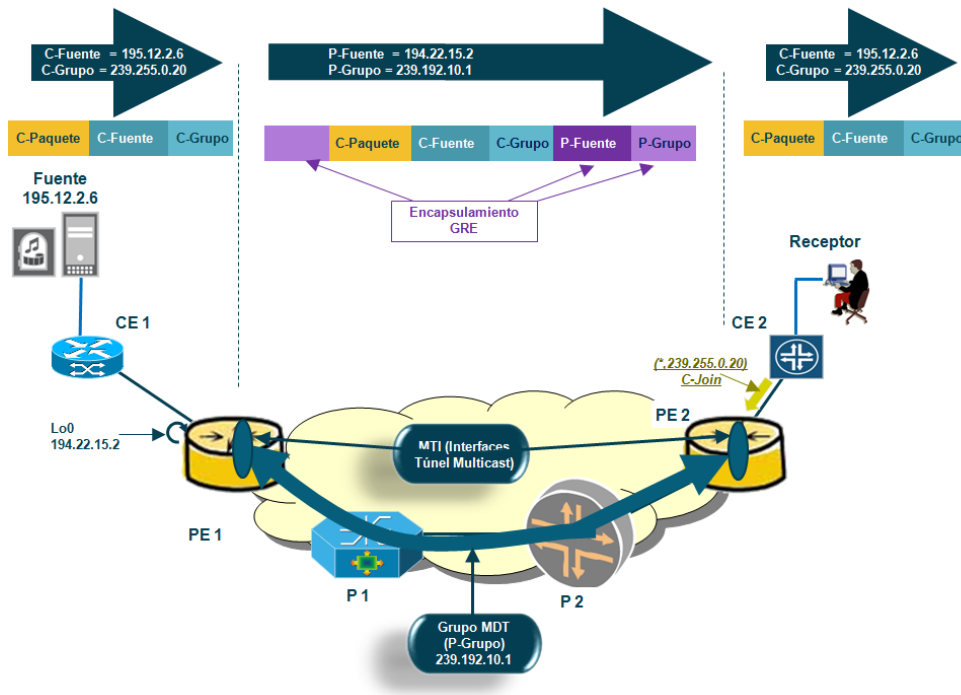 C-Fuente = 195.12.2.6
C-Grupo = 239.255.0.20
P-Fuente = 194.22.15.2
P-Grupo = 239.192.10.1
C-Fuente = 195.12.2.6
C-Grupo = 239.255.0.20
C-Paquete C-Fuente C-Grupo
C-Paquete C-Fuente C-Grupo P-Fuente P-Grupo
C-Paquete C-Fuente C-Grupo
Encapsulamiento
GRE
Fuente
195.12.2.6
Receptor
CE 1
CE 2
(*,239.255.0.20)
C-Join
PE 2
Lo0
194.22.15.2
MTI (Interfaces
Túnel Multicast)
PE 1
P 1
P 2
Grupo MDT
(P-Grupo)
239.192.10.1